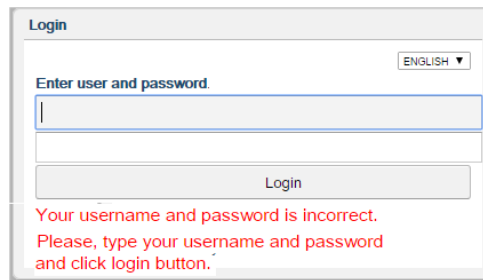 Login
ENGLISH ▼
Enter user and password.
Login
Your username and password is incorrect.
Please, type your username and password
and click login button.